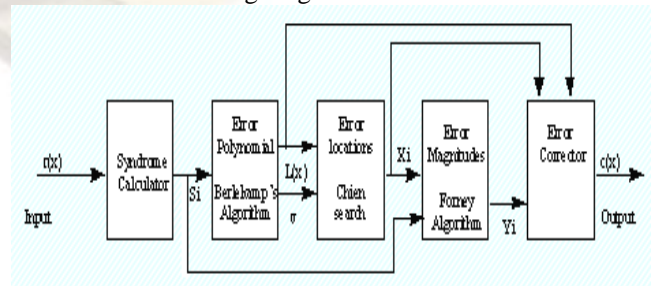 r(x)
Input
Syndrome
Calculator
Si
Error
Polynomial
Berlekamp's
Algorithm
L(x)
Error
locations
Chien
search
Xi
Error
Magnitudes
Forney
Algorithm
Yi
Error
Corrector
c(x)
Output